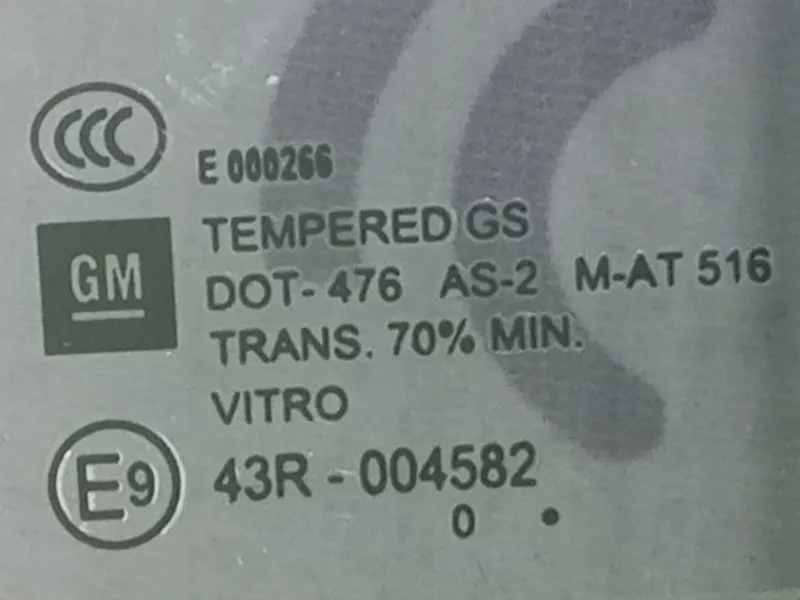 CCC
E 000266
GM
TEMPERED GS
DOT-476 AS-2 M-AT 516
TRANS. 70% MIN.
VITRO
E9
43R - 004582
0 •